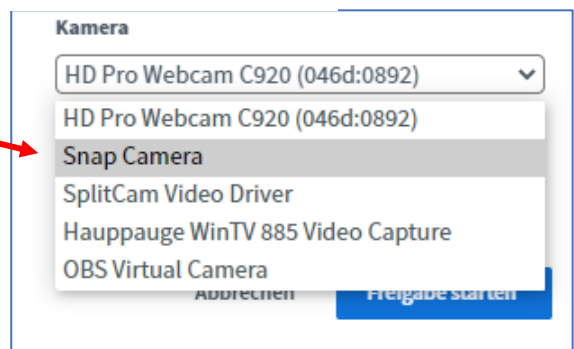 Kamera
HD Pro Webcam C920 (046d:0892)
HD Pro Webcam C920 (046d:0892)
Snap Camera
SplitCam Video Driver
Hauppauge WinTV 885 Video Capture
OBS Virtual Camera
Abbrechen Freigabe starten